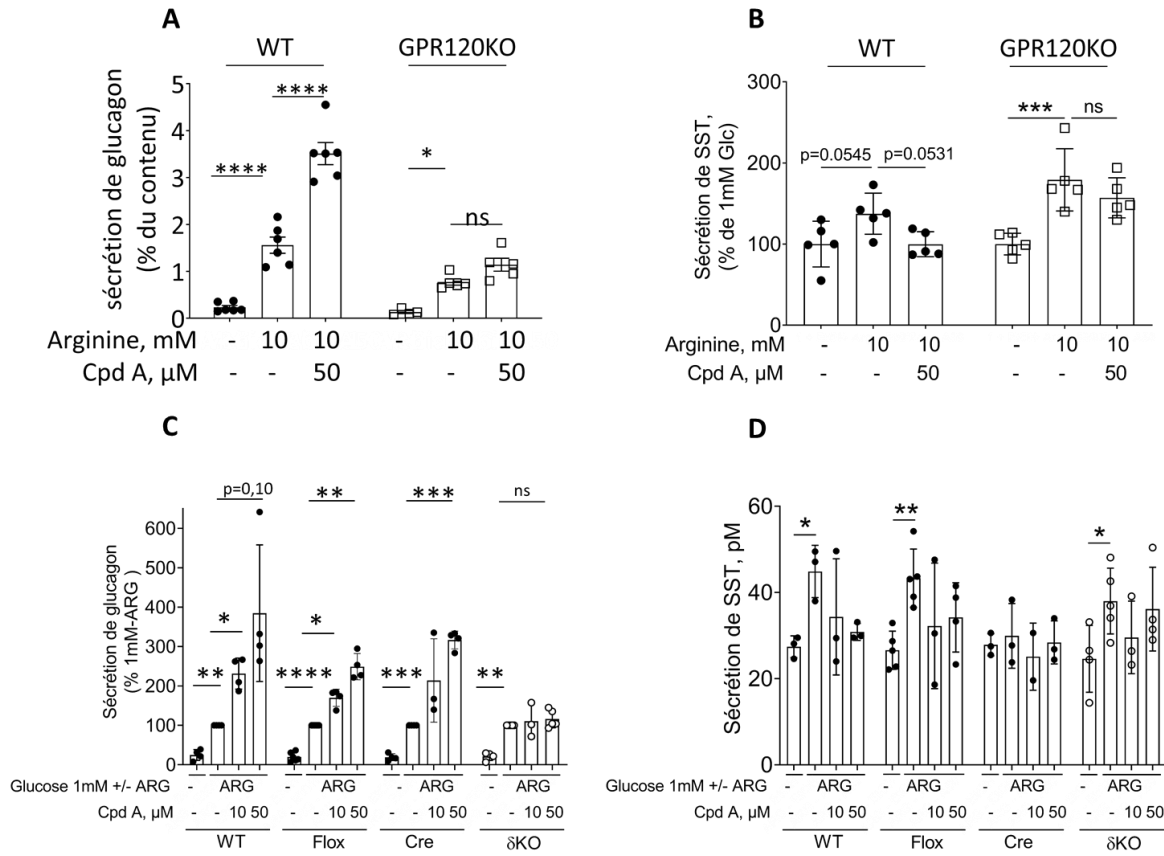 A
WT GPR120KO
sécrétion de glucagon
(% du contenu)
5
4
3
2
1
0
**** **** * ns
Arginine, mM - 10 10 - 10 10
Cpd A, µM - - 50 - - 50
B
WT GPR120KO
Sécrétion de SST,
(% de 1mM Glc)
300
200
100
0
p=0.0545 p=0.0531 *** ns
Arginine, mM - 10 10 - 10 10
Cpd A, µM - - 50 - - 50
C
Sécrétion de glucagon
(% 1mM-ARG )
600
500
400
300
200
100
0
p=0,10 ** *** ns
* *
** **** *** **
Glucose 1mM +/- ARG - ARG - ARG - ARG - ARG
Cpd A, µM - - 10 50 - - 10 50 - - 10 50 - - 10 50
WT Flox Cre δKO
D
Sécrétion de SST, pM
60
40
20
0
* ** *
Glucose 1mM +/- ARG - ARG - ARG - ARG - ARG
Cpd A, µM - - 10 50 - - 10 50 - - 10 50 - - 10 50
WT Flox Cre δKO